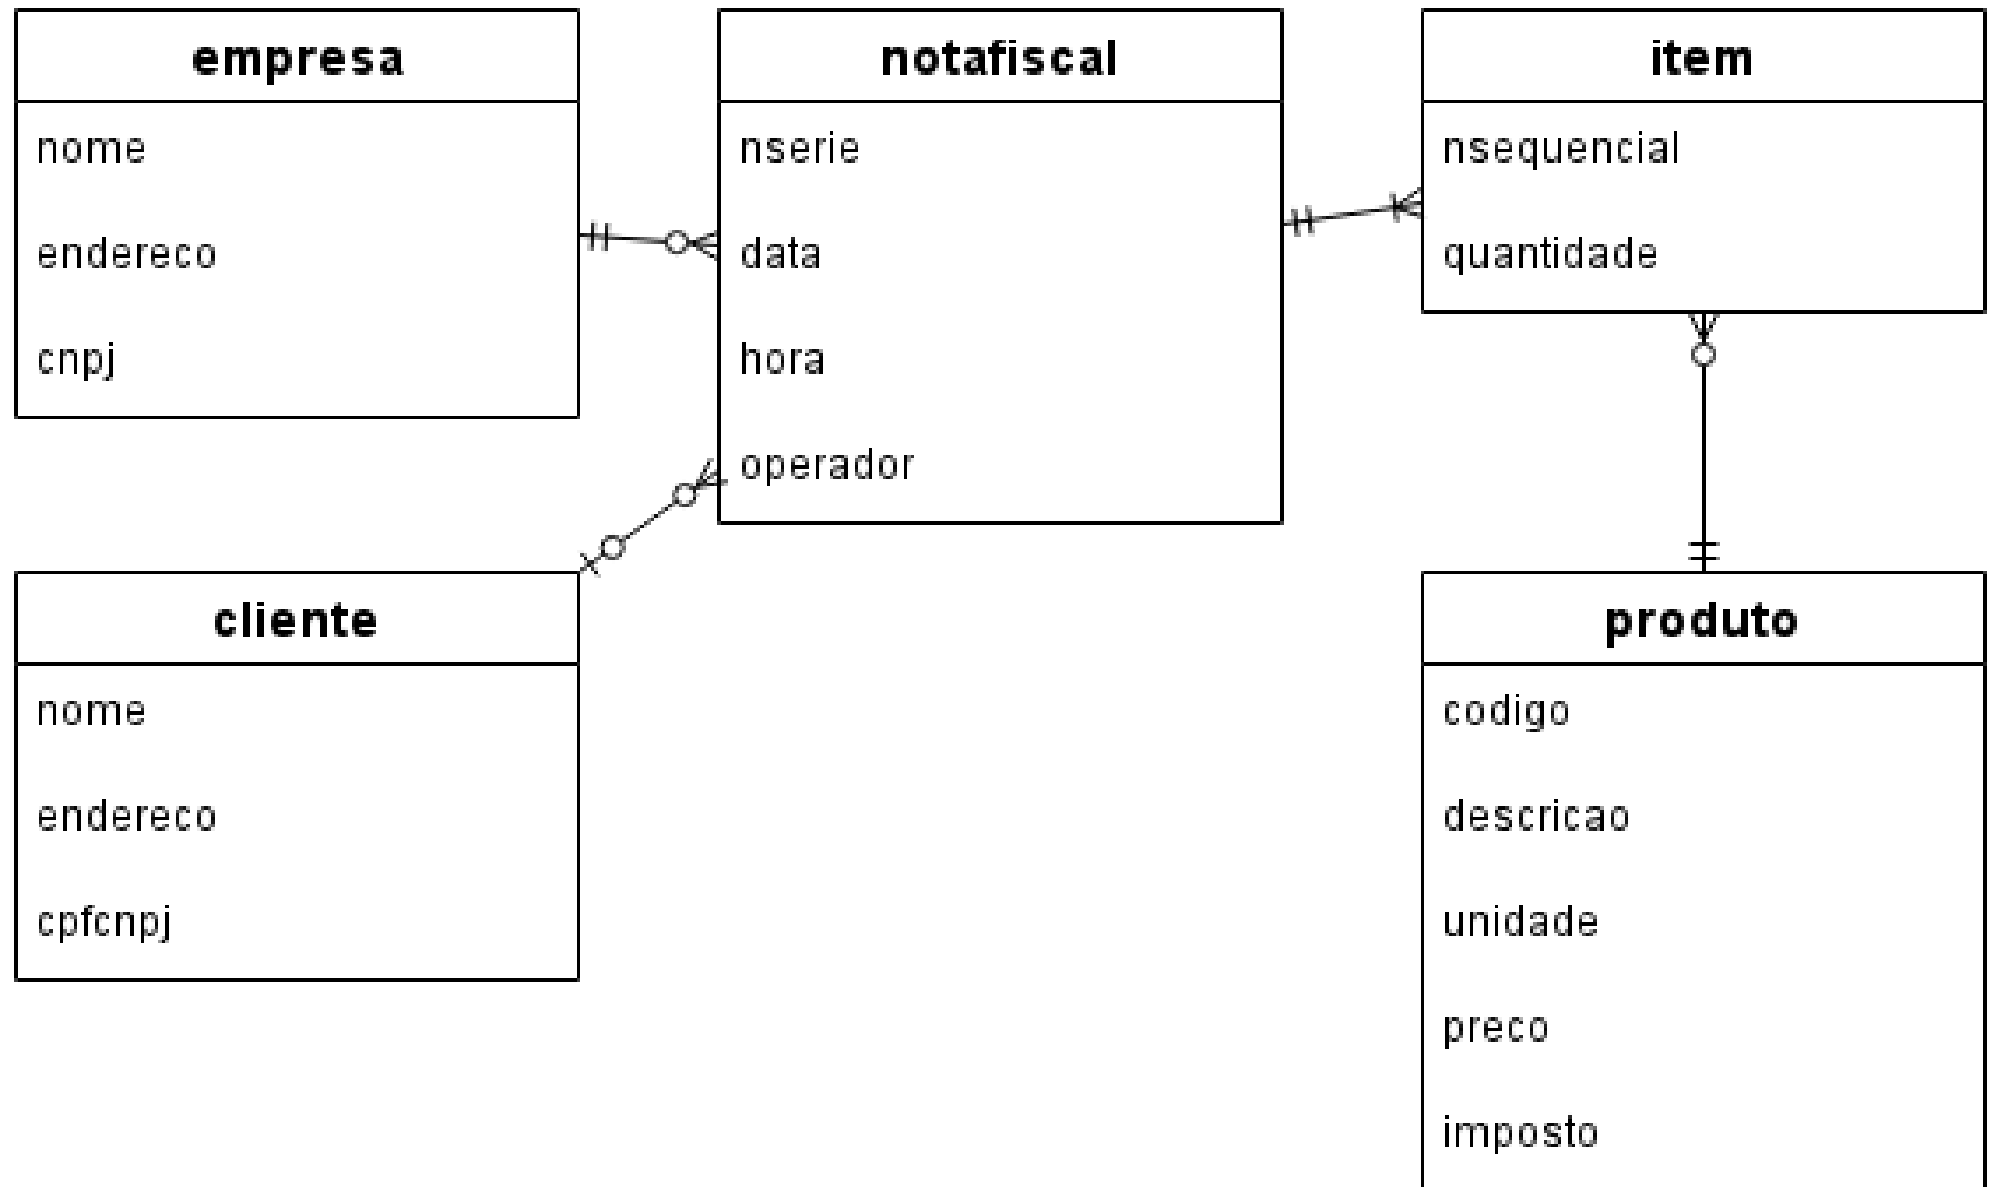 empresa
nome
endereco
cnpj
notafiscal
nserie
data
hora
operador
item
nsequencial
quantidade
cliente
nome
endereco
cpfcnpj
produto
codigo
descricao
unidade
preco
imposto